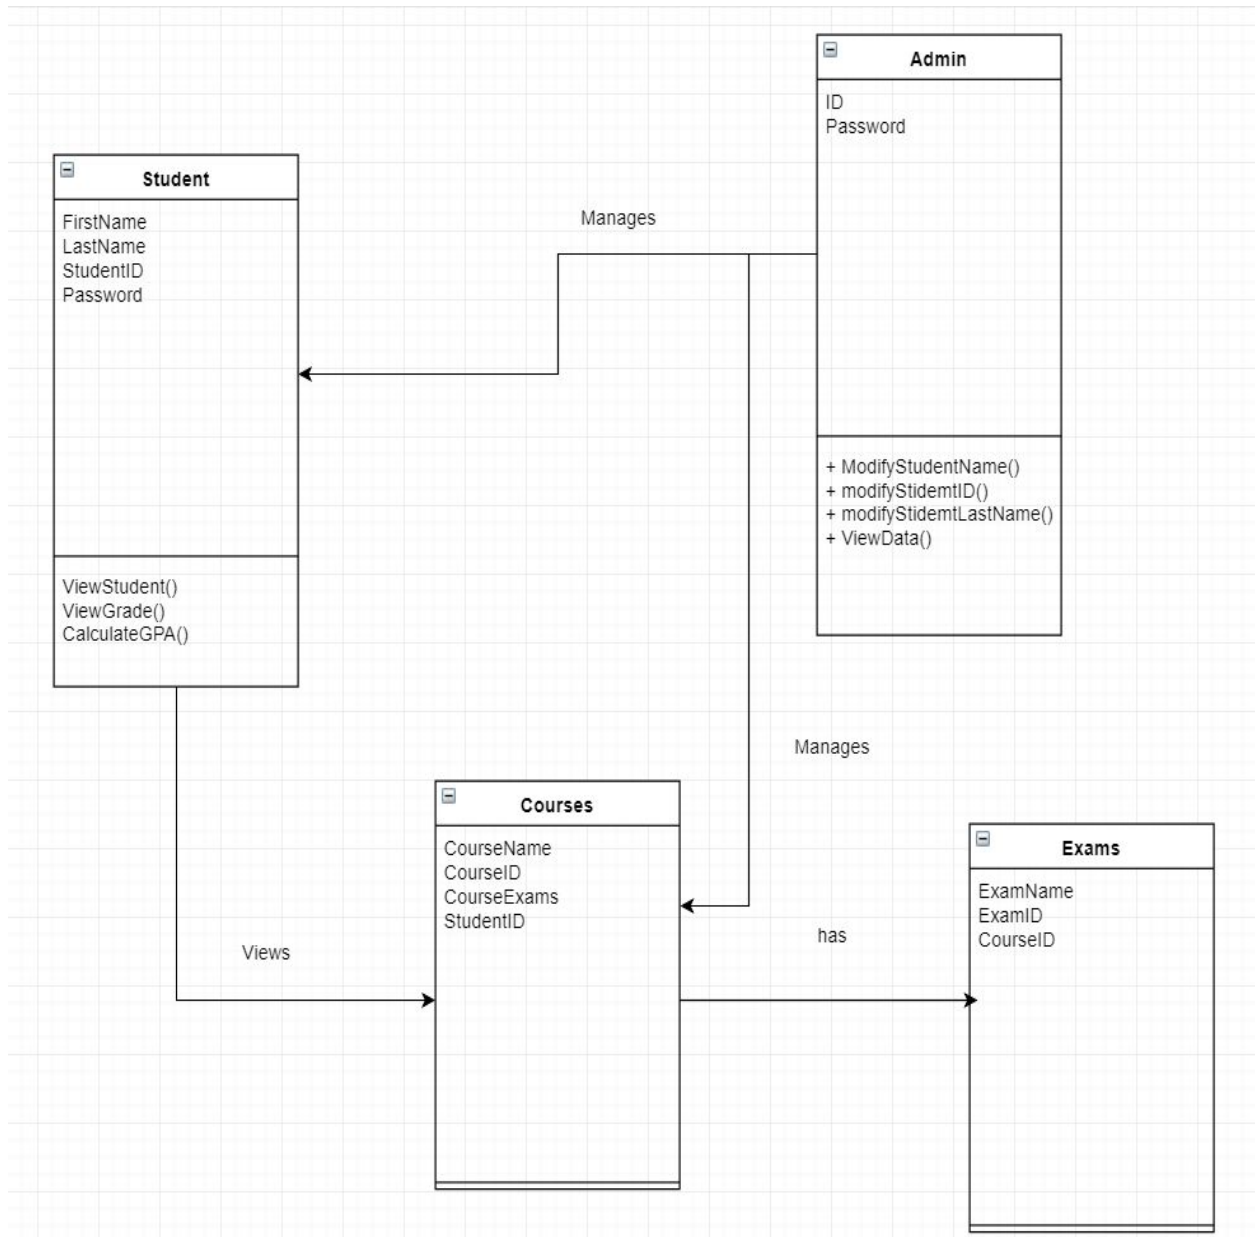 Admin
ID
Password
+ ModifyStudentName()
+ modifyStidemtID()
+ modifyStidemtLastName()
+ ViewData()
Student
FirstName
LastName
StudentID
Password
ViewStudent()
ViewGrade()
CalculateGPA()
Manages
Manages
Courses
CourseName
CourseID
CourseExams
StudentID
Views
has
Exams
ExamName
ExamID
CourseID